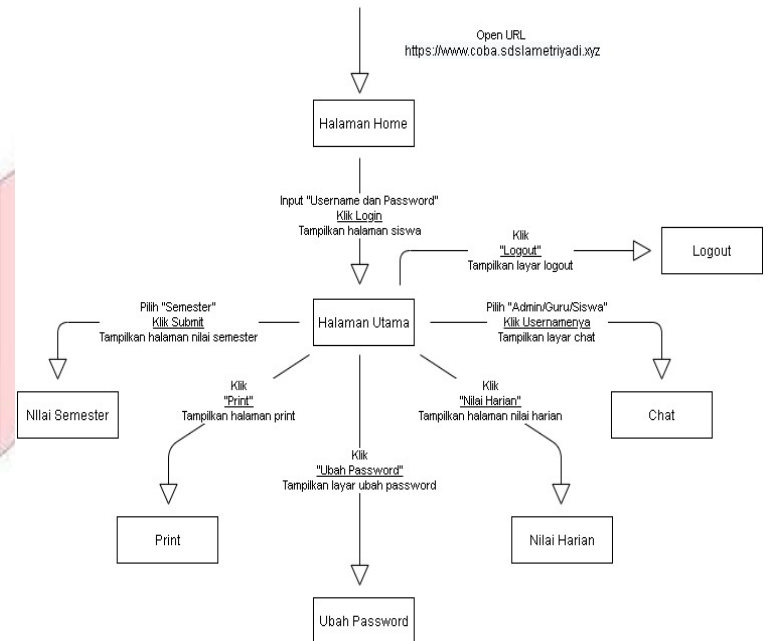 Open URL
https://www.coba.sdslametriyadi.xyz
Halaman Home
Input "Username dan Password"
Klik Login
Tampilkan halaman siswa
Klik
"Logout"
Tampilkan layar logout
Logout
Pilih "Semester"
Klik Submit
Tampilkan halaman nilai semester
Halaman Utama
Pilih "Admin/Guru/Siswa"
Klik Usernamenya
Tampilkan layar chat
NIlai Semester
Klik
"Print"
Tampilkan halaman print
Klik
"Nilai Harian"
Tampilkan halaman nilai harian
Chat
Klik
"Ubah Password"
Tampilkan layar ubah password
Print
Nilai Harian
Ubah Password